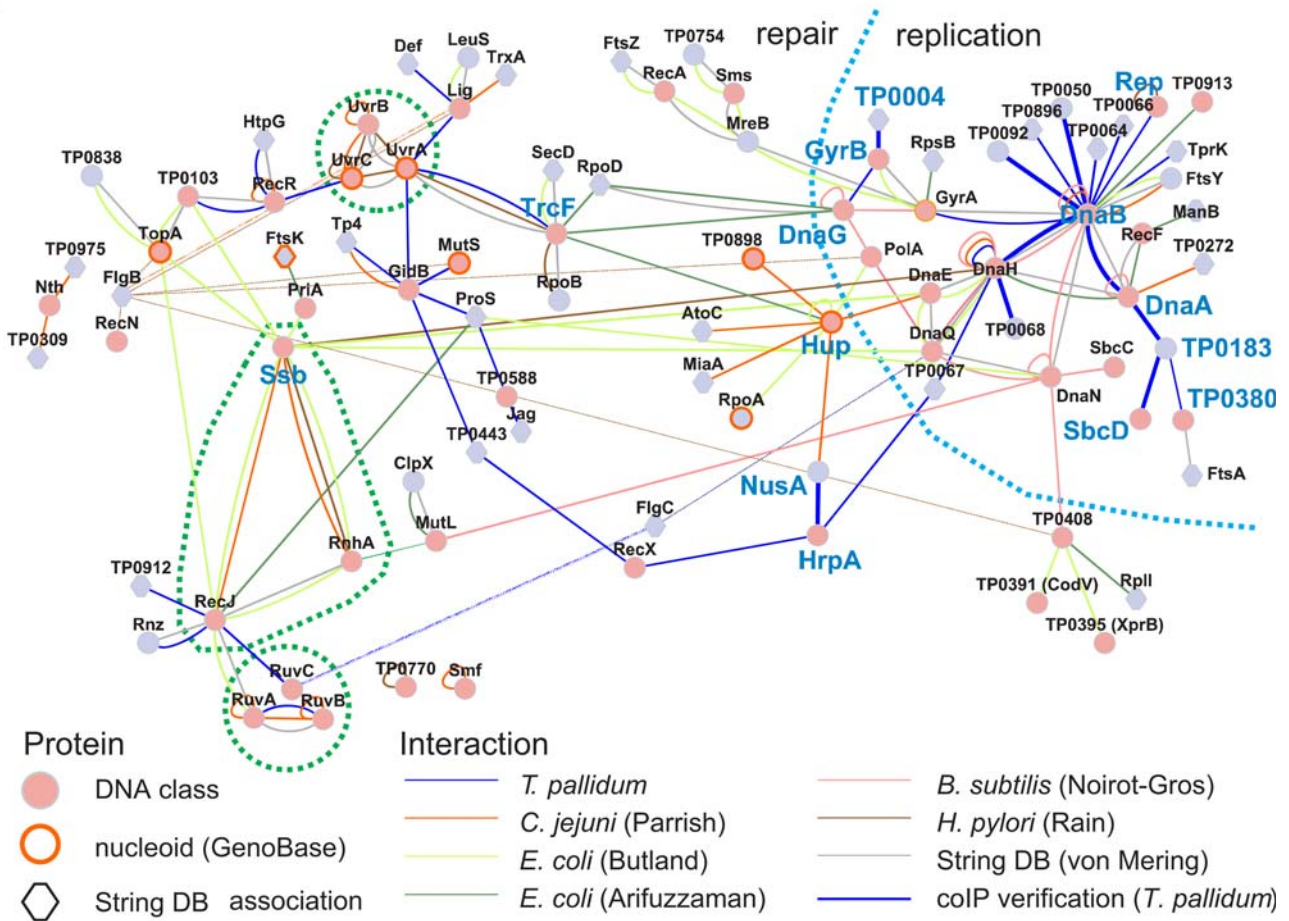 repair
replication
Def
LeuS
TrxA
Lig
FtsZ
TP0754
RecA
Sms
MreB
TP0004
GyrB
RpsB
GyrA
TP0050
TP0896
TP0092
TP0066
TP0064
Rep
TP0913
TprK
FtsY
DnaB
ManB
RecF
TP0272
UvrB
UvrC
UvrA
HtpG
RecR
TP0838
TP0103
TopA
SecD
RpoD
TrcF
RpoB
DnaG
PolA
DnaE
DnaH
DnaA
TP0975
Nth
FlgB
TP0309
RecN
FtsK
PriA
Tp4
MutS
GidB
ProS
TP0898
AtoC
MiaA
Hup
RpoA
DnaQ
TP0067
TP0068
DnaN
SbcC
TP0183
TP0380
SbcD
FtsA
Ssb
TP0588
Jag
TP0443
ClpX
MutL
RnhA
FlgC
RecX
NusA
HrpA
TP0408
TP0391 (CodV)
RplI
TP0395 (XprB)
TP0912
RecJ
Rnz
RuvC
RuvA
RuvB
TP0770
Smf
Protein
DNA class
nucleoid (GenoBase)
String DB association
Interaction
T. pallidum
C. jejuni (Parrish)
E. coli (Butland)
E. coli (Arifuzzaman)
B. subtilis (Noirot-Gros)
H. pylori (Rain)
String DB (von Mering)
coIP verification (T. pallidum)